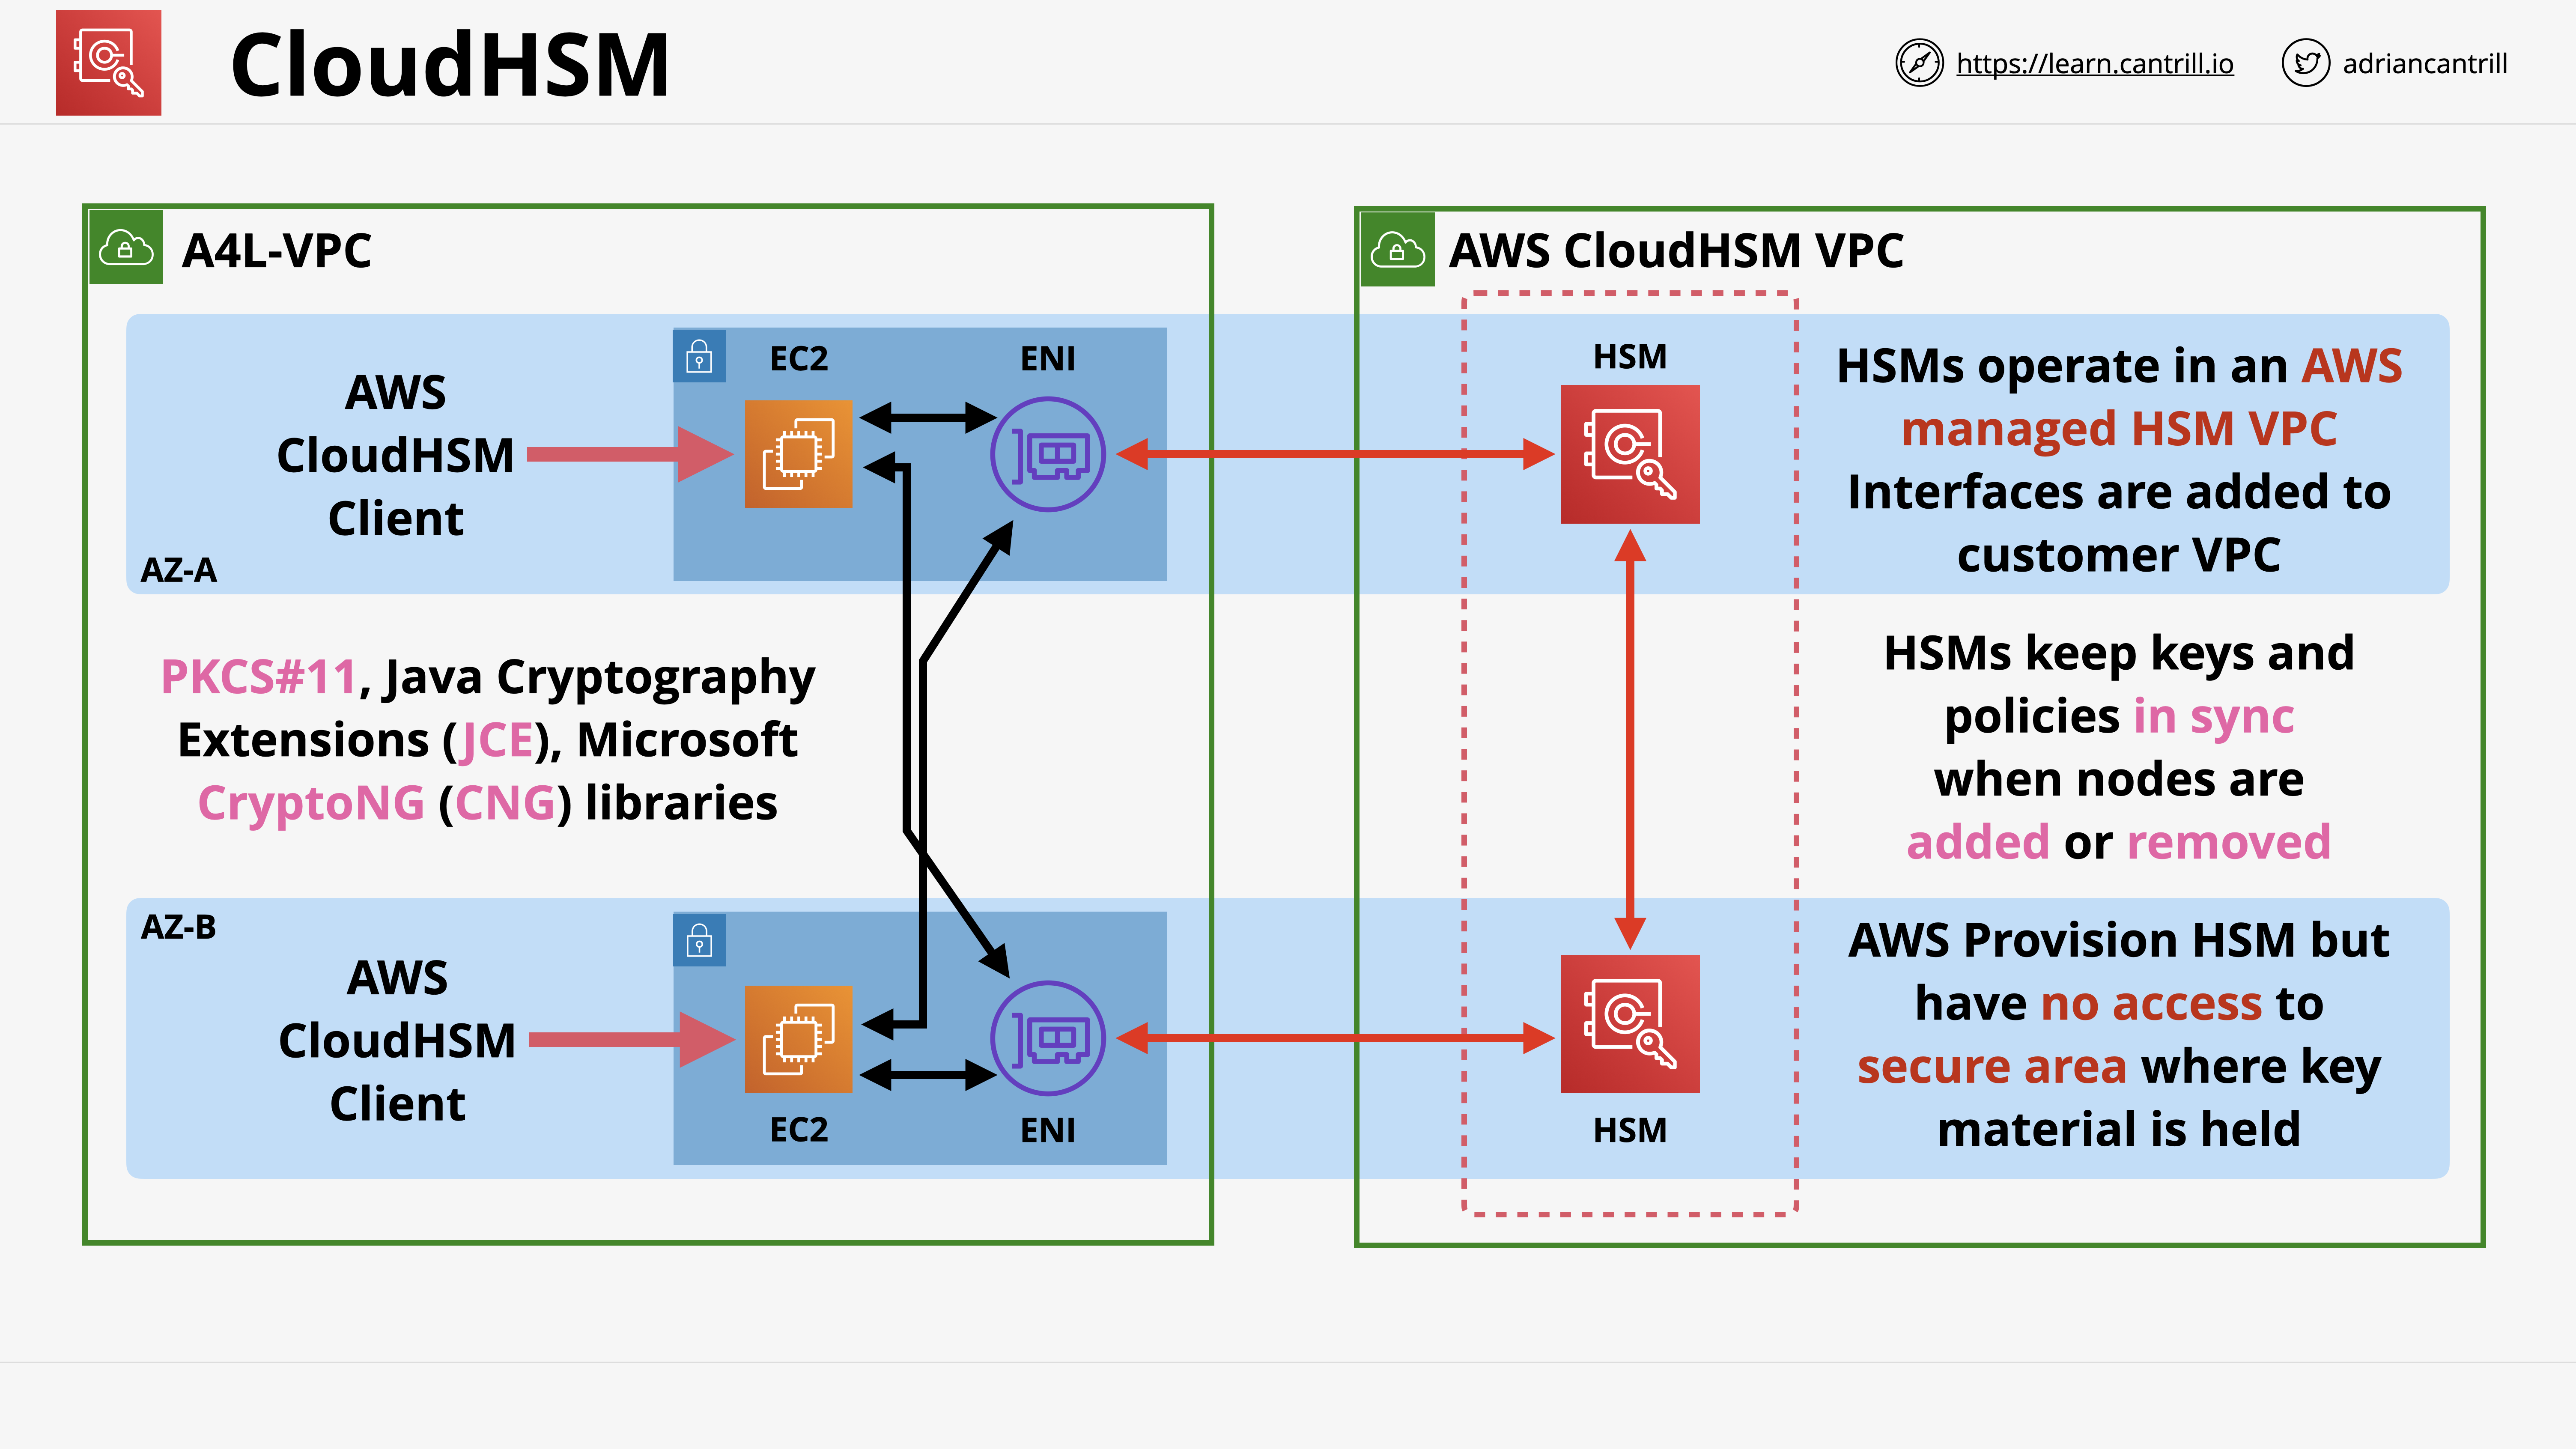 CloudHSM
https://learn.cantrill.io
adriancantrill
A4L-VPC
AWS
CloudHSM
Client
AZ-A
EC2
ENI
PKCS#11, Java Cryptography
Extensions (JCE), Microsoft
CryptoNG (CNG) libraries
AZ-B
AWS
CloudHSM
Client
EC2
ENI
AWS CloudHSM VPC
HSM
HSMs operate in an AWS
managed HSM VPC
Interfaces are added to
customer VPC
HSMs keep keys and
policies in sync
when nodes are
added or removed
AWS Provision HSM but
have no access to
secure area where key
material is held
HSM